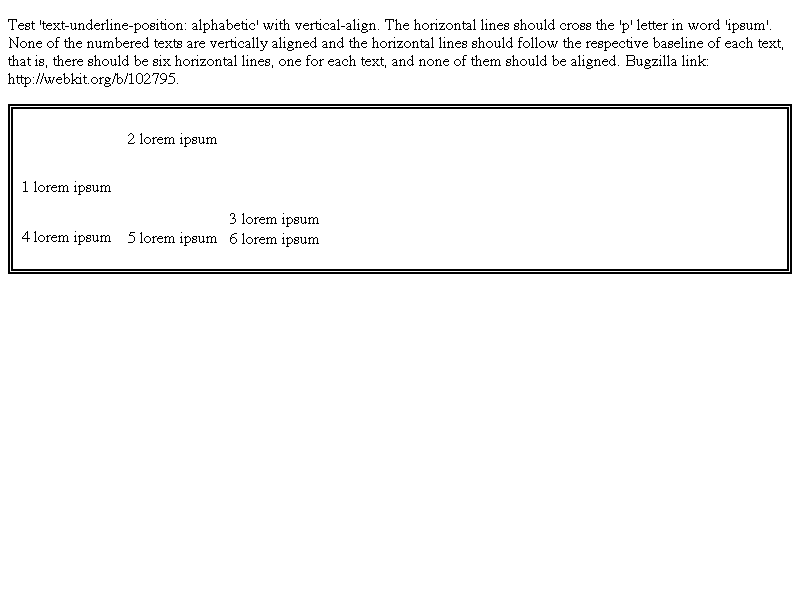 Test 'text-underline-position: alphabetic' with vertical-align. The horizontal lines should cross the 'p' letter in word 'ipsum'.
None of the numbered texts are vertically aligned and the horizontal lines should follow the respective baseline of each text,
that is, there should be six horizontal lines, one for each text, and none of them should be aligned. Bugzilla link:
http://webkit.org/b/102795.
2 lorem ipsum
1 lorem ipsum
3 lorem ipsum
4 lorem ipsum 5 lorem ipsum 6 lorem ipsum